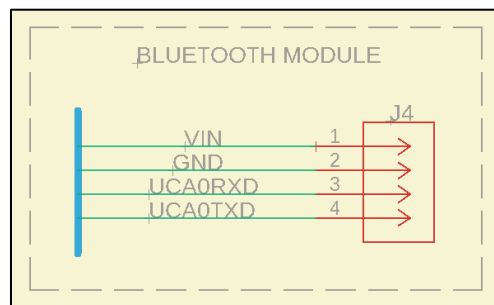 BLUETOOTH MODULE
J4
VIN 1
GND 2
UCA0RXD 3
UCA0TXD 4